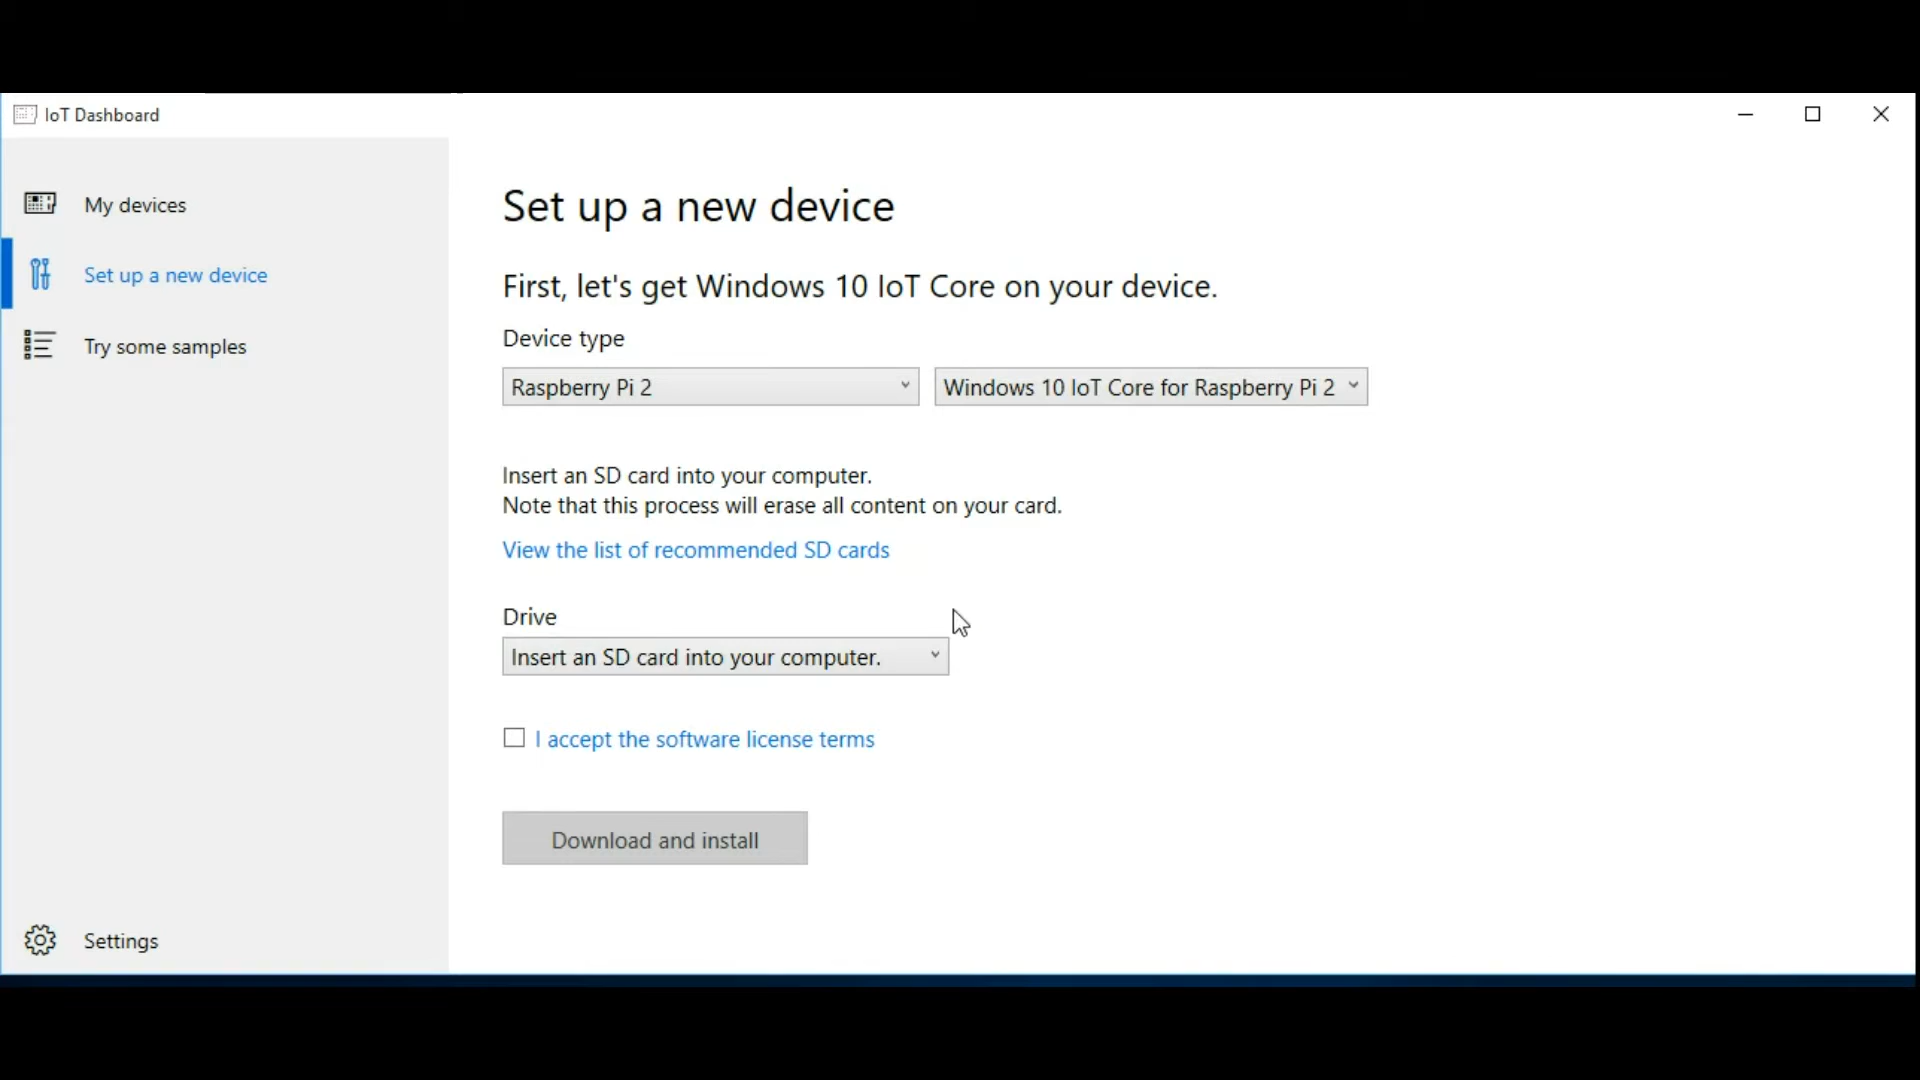 IoT Dashboard
My devices
Set up a new device
Try some samples
Settings
Set up a new device
First, let's get Windows 10 IoT Core on your device.
Device type
Raspberry Pi 2
Windows 10 IoT Core for Raspberry Pi 2
Insert an SD card into your computer.
Note that this process will erase all content on your card.
View the list of recommended SD cards
Drive
Insert an SD card into your computer.
I accept the software license terms
Download and install